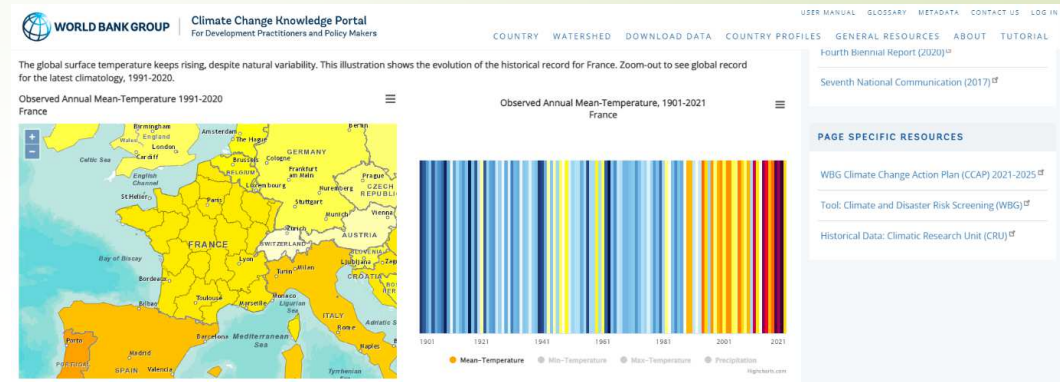 WORLD BANK GROUP
Climate Change Knowledge Portal
For Development Practitioners and Policy Makers
USER MANUAL GLOSSARY METADATA CONTACT US LOG IN
COUNTRY WATERSHED DOWNLOAD DATA COUNTRY PROFILES GENERAL RESOURCES ABOUT TUTORIAL
The global surface temperature keeps rising, despite natural variability. This illustration shows the evolution of the historical record for France. Zoom-out to see global record
for the latest climatology, 1991-2020.
Observed Annual Mean-Temperature 1991-2020
France
+
-
Birmingham
Wales England
London
Cardiff
Celtic Sea
English
Channel
St Helier
Amsterdam
The Hague
Berlin
GERMANY
Brussels Cologne
BELGIUM
Frankfurt
am Main
Luxembourg
Prague
Nuremberg
CZECH
REPUBLIC
Paris
Stuttgart
Munich
Vienna
Zurich
AUSTRIA
FRANCE
SWITZERLAND
SLOVENIA
Bay of Biscay
Lyon
Ljubljana
Zag
Turin
Milan
CROATIA
Bordeaux
Toulouse
Marseille
Monaco
Ligurian
Sea
Bilbao
ITALY
Adriatic S
Porto
Barcelona
Mediterranean
Sea
Rome
Naples
Madrid
PORTUGAL
SPAIN
Valencia
Tyrrhenian
Observed Annual Mean-Temperature, 1901-2021
France
1901 1921 1941 1961 1981 2001 2021
Mean-Temperature Min-Temperature Max-Temperature Precipitation
Highcharts.com
Fourth Biennial Report (2020)
Seventh National Communication (2017)
PAGE SPECIFIC RESOURCES
WBG Climate Change Action Plan (CCAP) 2021-2025
Tool: Climate and Disaster Risk Screening (WBG)
Historical Data: Climatic Research Unit (CRU)